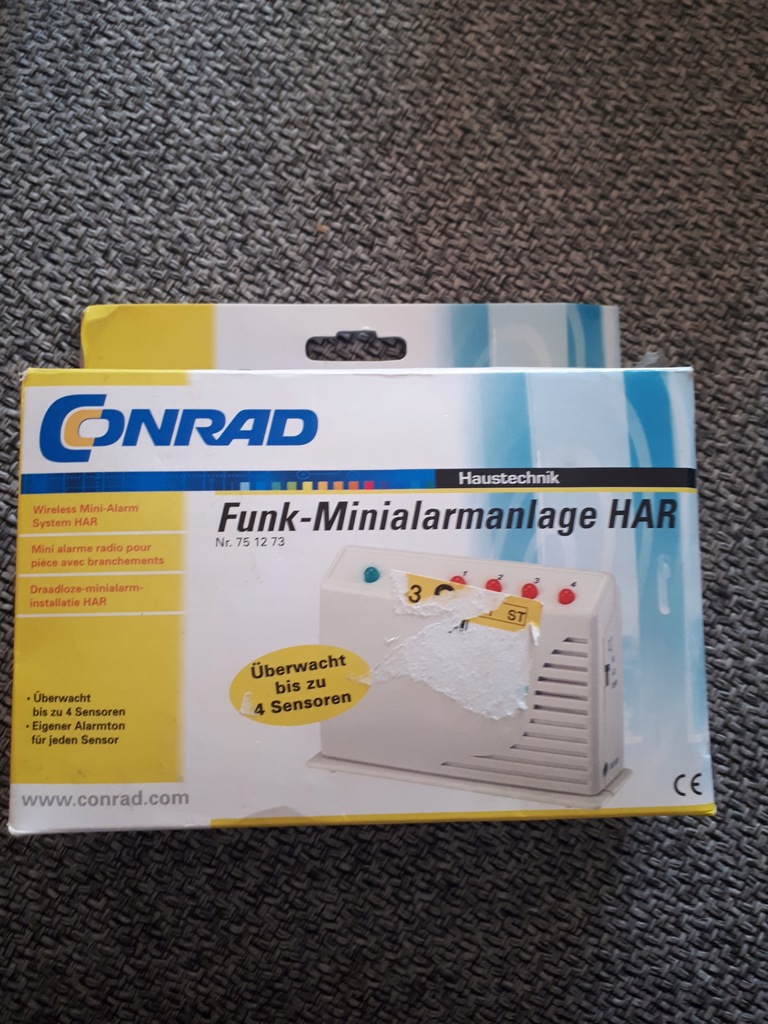 CONRAD
Haustechnik
Wireless Mini-Alarm
System HAR
Mini alarme radio pour
pièce avec branchements
Draadloze-minialarm-
installatie HAR
Funk-Minialarmanlage HAR
Nr. 75 12 73
1 2 3 4
3
ST
Überwacht
bis zu
4 Sensoren
• Überwacht
bis zu 4 Sensoren
• Eigener Alarmton
für jeden Sensor
www.conrad.com
CE